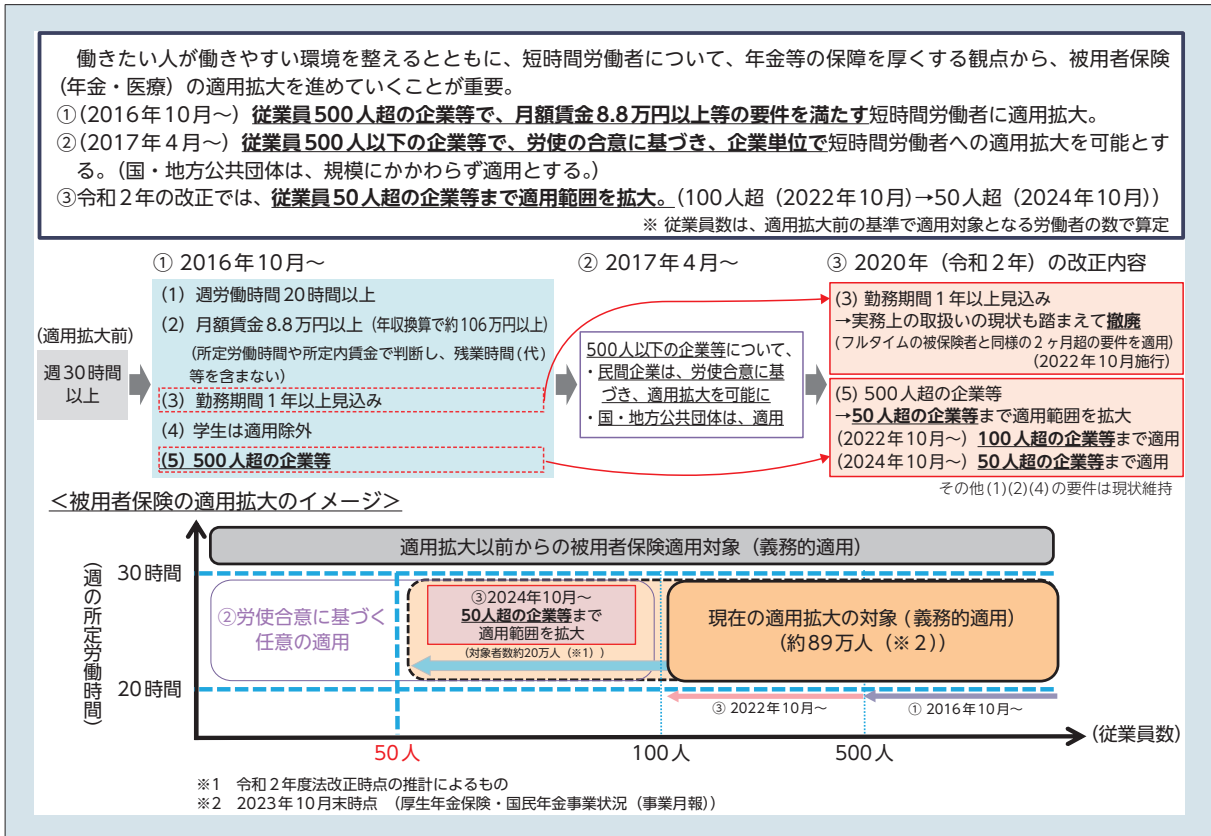 働きたい人が働きやすい環境を整えるとともに、短時間労働者について、年金等の保障を厚くする観点から、被用者保険
(年金・医療）の適用拡大を進めていくことが重要。
①(2016年10月～) 従業員500人超の企業等で、月額賃金8.8万円以上等の要件を満たす短時間労働者に適用拡大。
②(2017年４月～) 従業員500人以下の企業等で、労使の合意に基づき、企業単位で短時間労働者への適用拡大を可能とす
る。（国・地方公共団体は、規模にかかわらず適用とする。）
③令和２年の改正では、従業員50人超の企業等まで適用範囲を拡大。（100人超（2022年10月）→50人超（2024年10月））
※ 従業員数は、適用拡大前の基準で適用対象となる労働者の数で算定
① 2016年10月～
② 2017年４月～
③ 2020年（令和２年）の改正内容
(適用拡大前)
週30時間
以上
(1) 週労働時間20時間以上
(2) 月額賃金8.8万円以上（年収換算で約106万円以上）
（所定労働時間や所定内賃金で判断し、残業時間(代)
等を含まない）
(3) 勤務期間１年以上見込み
(4) 学生は適用除外
(5) 500人超の企業等
500人以下の企業等について、
・民間企業は、労使合意に基
づき、適用拡大を可能に
・国・地方公共団体は、適用
(3) 勤務期間１年以上見込み
→実務上の取扱いの現状も踏まえて撤廃
（フルタイムの被保険者と同様の２ヶ月超の要件を適用）
(2022年10月施行)
(5) 500人超の企業等
→50人超の企業等まで適用範囲を拡大
(2022年10月～) 100人超の企業等まで適用
(2024年10月～) 50人超の企業等まで適用
その他(1)(2)(4)の要件は現状維持
＜被用者保険の適用拡大のイメージ＞
（週の所定労働時間）
適用拡大以前からの被用者保険適用対象（義務的適用）
30時間
②労使合意に基づく
任意の適用
③2024年10月～
50人超の企業等まで
適用範囲を拡大
(対象者数約20万人（※１）)
現在の適用拡大の対象（義務的適用）
(約89万人（※２）)
20時間
③ 2022年10月～
① 2016年10月～
50人
100人
500人
(従業員数)
※１　令和２年度法改正時点の推計によるもの
※２　2023年10月末時点 （厚生年金保険・国民年金事業状況（事業月報））